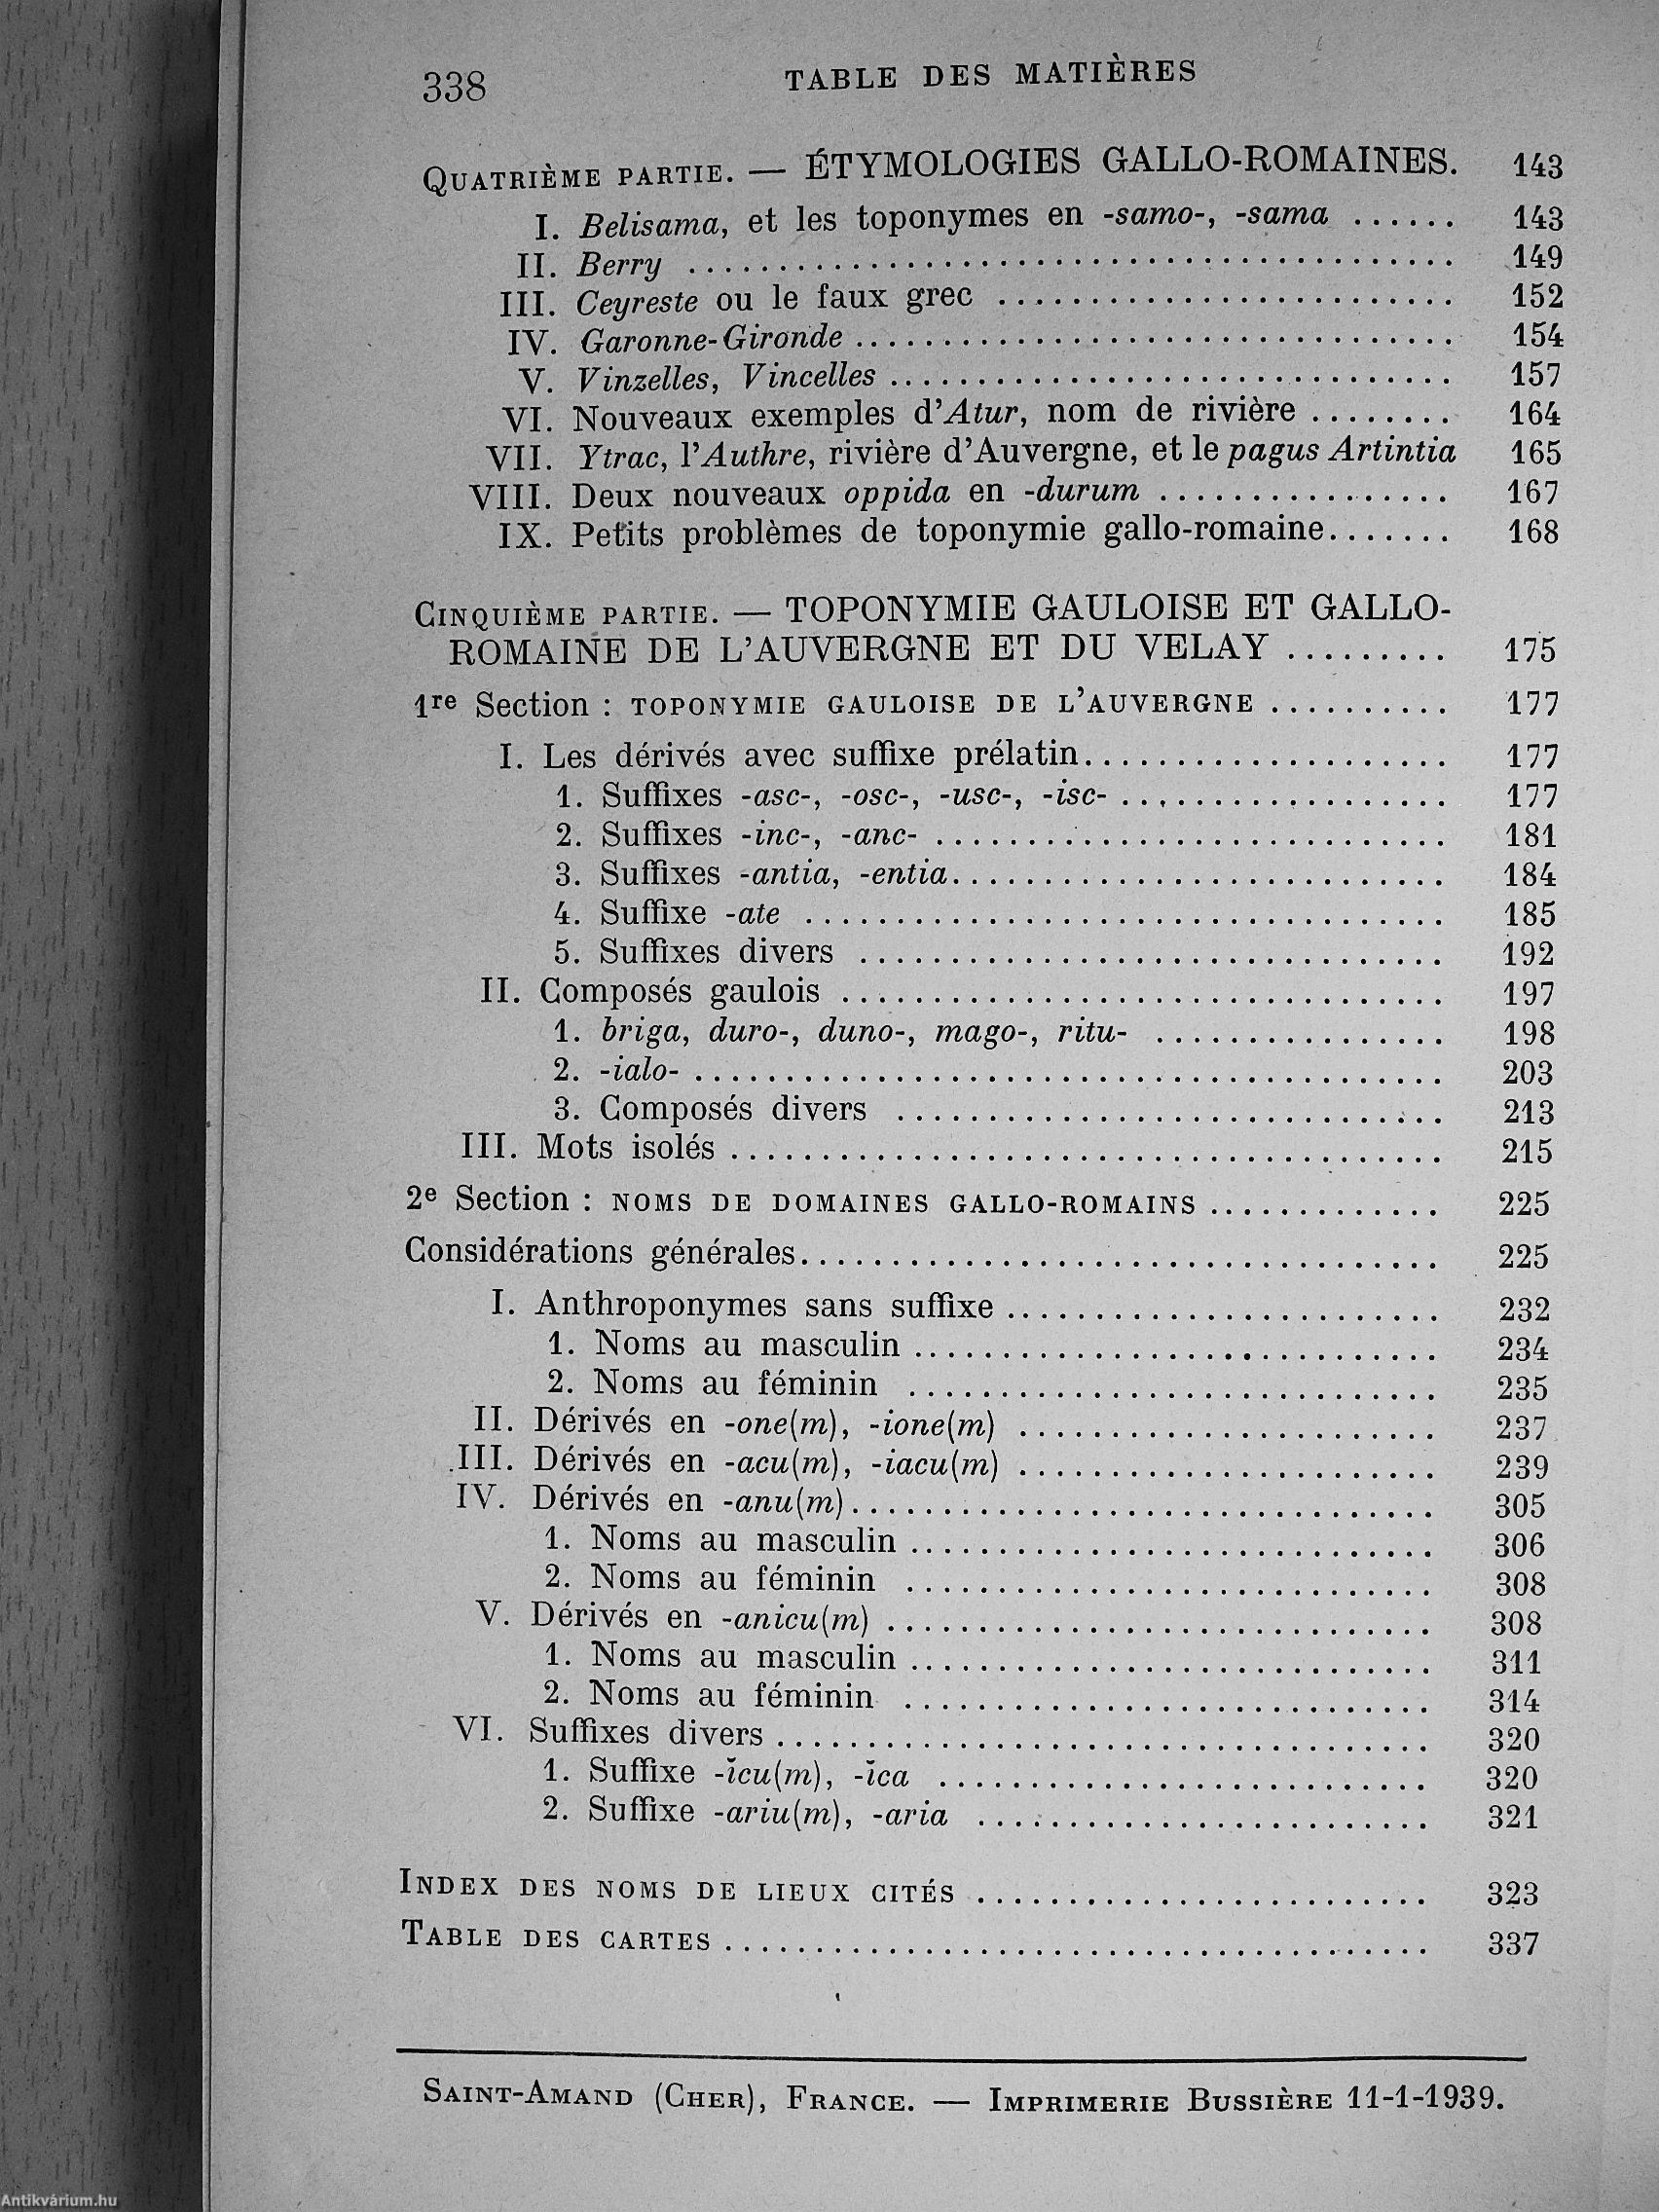 338 TABLE DES MATIÈRES
QUATRIÈME PARTIE. — ÉTYMOLOGIES GALLO-ROMAINES. 143
I. Belisama, et les toponymes en -samo-, -sama ...... 143
II. Berry ........................................... 149
III. Ceyreste ou le faux grec .......................... 152
IV. Garonne-Gironde .................................. 154
V. Vinzelles, Vincelles ................................ 157
VI. Nouveaux exemples d'Atur, nom de rivière ........ 164
VII. Ytrac, l'Authre, rivière d'Auvergne, et le pagus Artintia 165
VIII. Deux nouveaux oppida en -durum ................ 167
IX. Petits problèmes de toponymie gallo-romaine....... 168
CINQUIÈME PARTIE. — TOPONYMIE GAULOISE ET GALLO-
ROMAINE DE L'AUVERGNE ET DU VELAY ......... 175
1re Section : TOPONYMIE GAULOISE DE L'AUVERGNE .......... 177
I. Les dérivés avec suffixe prélatin.................... 177
1. Suffixes -asc-, -osc-, -usc-, -isc- .................. 177
2. Suffixes -inc-, -anc- ............................. 181
3. Suffixes -antia, -entia............................ 184
4. Suffixe -ate .................................... 185
5. Suffixes divers ................................. 192
II. Composés gaulois .................................. 197
1. briga, duro-, duno-, mago-, ritu- ................ 198
2. -ialo- .......................................... 203
3. Composés divers ............................... 213
III. Mots isolés ........................................ 215
2e Section : NOMS DE DOMAINES GALLO-ROMAINS ............. 225
Considérations générales.................................... 225
I. Anthroponymes sans suffixe ........................ 232
1. Noms au masculin .............................. 234
2. Noms au féminin .............................. 235
II. Dérivés en -one(m), -ione(m) ........................ 237
III. Dérivés en -acu(m), -iacu(m) ........................ 239
IV. Dérivés en -anu(m)................................. 305
1. Noms au masculin .............................. 306
2. Noms au féminin .............................. 308
V. Dérivés en -anicu(m) ............................... 308
1. Noms au masculin .............................. 311
2. Noms au féminin .............................. 314
VI. Suffixes divers ..................................... 320
1. Suffixe -ĭcu(m), -ĭca ............................ 320
2. Suffixe -ariu(m), -aria .......................... 321
INDEX DES NOMS DE LIEUX CITÉS ......................... 323
TABLE DES CARTES ........................................ 337
SAINT-AMAND (CHER), FRANCE. — IMPRIMERIE BUSSIÈRE 11-1-1939.
Antikvárium.hu